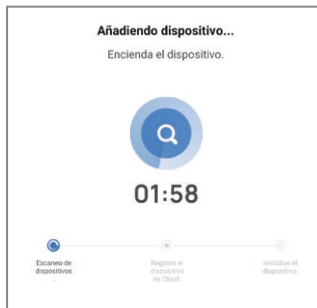 Añadiendo dispositivo...
Encienda el dispositivo.
01:58
Escaneo de
dispositivos
.
Registre el
dispositivo
en Cloud
Inicialice el
dispositivo